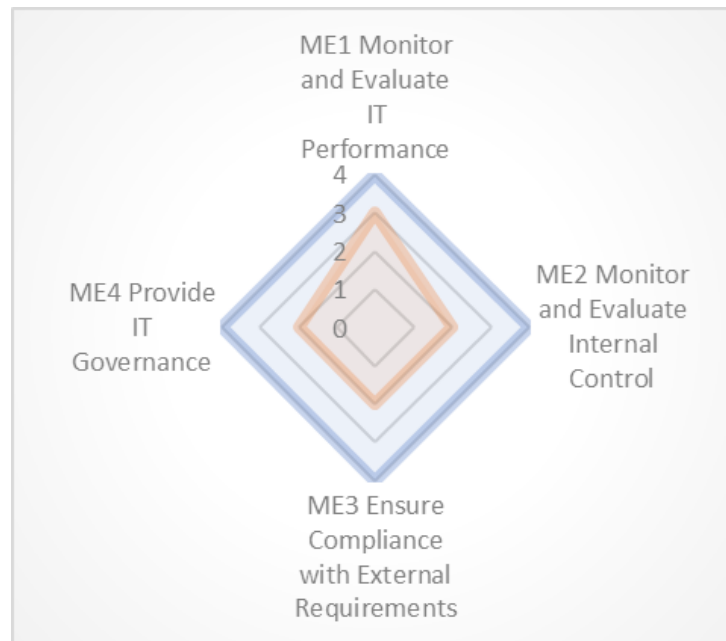 ME1 Monitor
and Evaluate
IT
Performance
4
3
2
1
0
ME2 Monitor
and Evaluate
Internal
Control
ME4 Provide
IT
Governance
ME3 Ensure
Compliance
with External
Requirements